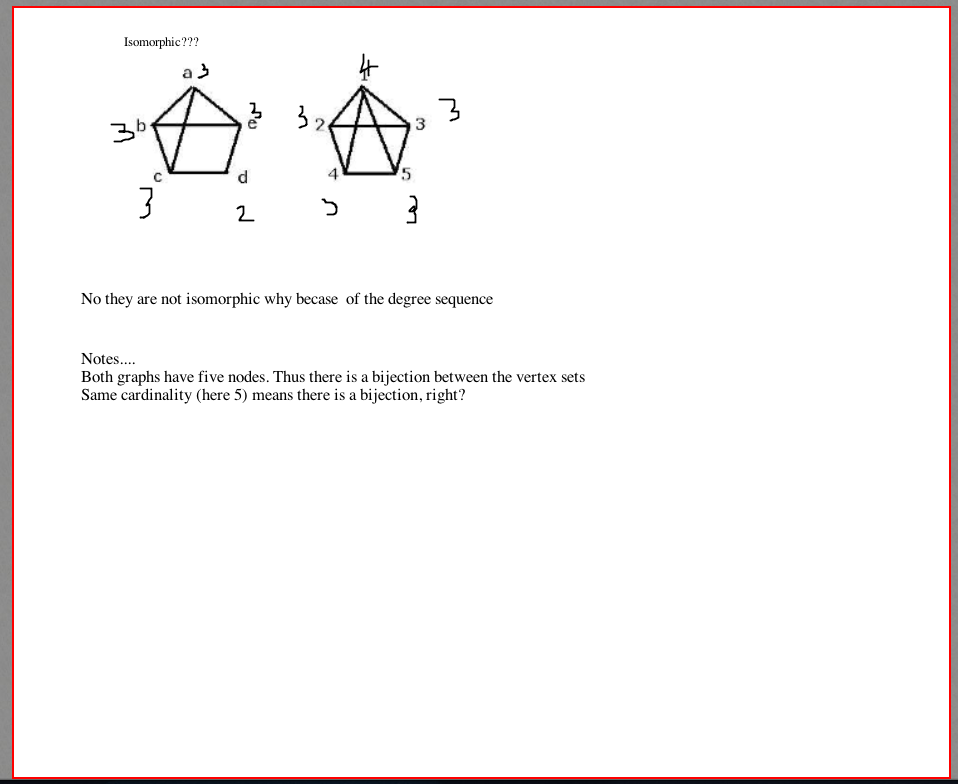 Isomorphic???
a 3
4
3 b
3
e
3 2
3 3
c
d
4
5
3
2
3
No they are not isomorphic why becase of the degree sequence
Notes....
Both graphs have five nodes. Thus there is a bijection between the vertex sets
Same cardinality (here 5) means there is a bijection, right?